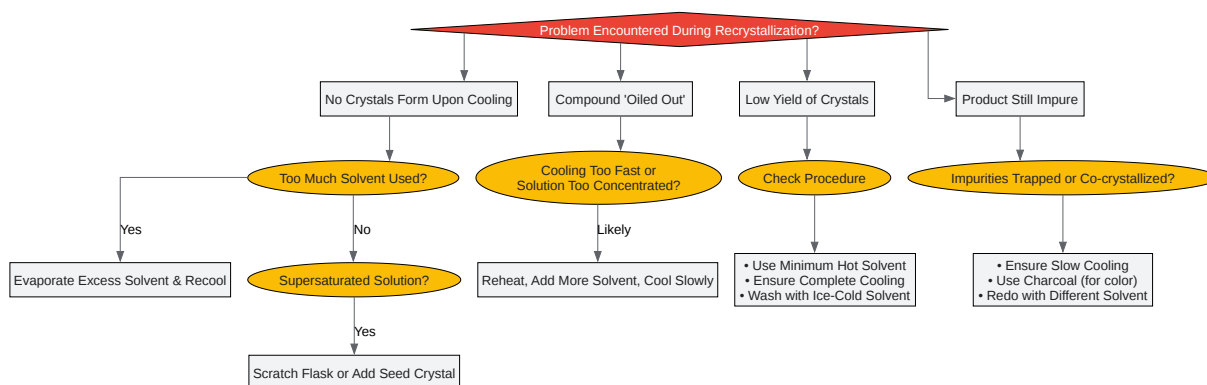 Problem Encountered During Recrystallization?
No Crystals Form Upon Cooling
Compound 'Oiled Out'
Low Yield of Crystals
Product Still Impure
Too Much Solvent Used?
Cooling Too Fast or
Solution Too Concentrated?
Check Procedure
Impurities Trapped or Co-crystallized?
Yes
No
Likely
Evaporate Excess Solvent & Recool
Supersaturated Solution?
Reheat, Add More Solvent, Cool Slowly
• Use Minimum Hot Solvent
• Ensure Complete Cooling
• Wash with Ice-Cold Solvent
• Ensure Slow Cooling
• Use Charcoal (for color)
• Redo with Different Solvent
Yes
Scratch Flask or Add Seed Crystal